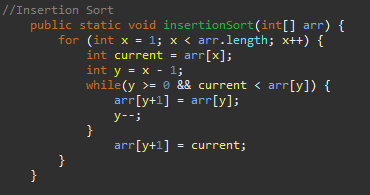 //Insertion Sort
public static void insertionSort(int[] arr) {
for (int x = 1; x < arr.length; x++) {
int current = arr[x];
int y = x - 1;
while(y >= 0 && current < arr[y]) {
arr[y+1] = arr[y];
y--;
}
arr[y+1] = current;
}
}